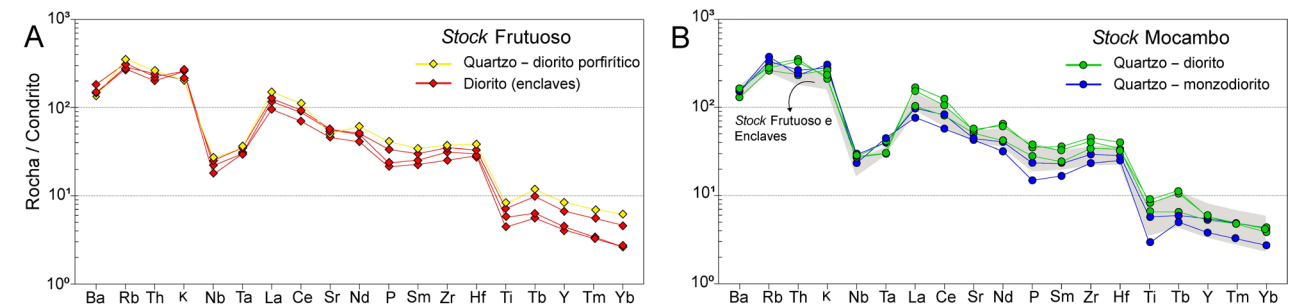 A
Stock Frutuoso
Quartzo – diorito porfirítico
Diorito (enclaves)
Rocha / Condrito
10³
10²
10¹
10⁰
Ba Rb Th K Nb Ta La Ce Sr Nd P Sm Zr Hf Ti Tb Y Tm Yb
B
Stock Mocambo
Quartzo – diorito
Quartzo – monzodiorito
Stock Frutuoso e
Enclaves
10³
10²
10¹
10⁰
Ba Rb Th K Nb Ta La Ce Sr Nd P Sm Zr Hf Ti Tb Y Tm Yb